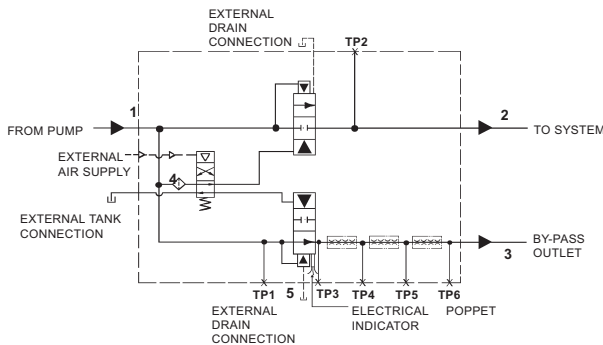 EXTERNAL
DRAIN
CONNECTION
TP2
1
2
FROM PUMP
TO SYSTEM
EXTERNAL
AIR SUPPLY
4
EXTERNAL TANK
CONNECTION
BY-PASS
OUTLET
3
TP1
5
TP3
TP4
TP5
TP6
POPPET
EXTERNAL
DRAIN
CONNECTION
ELECTRICAL
INDICATOR